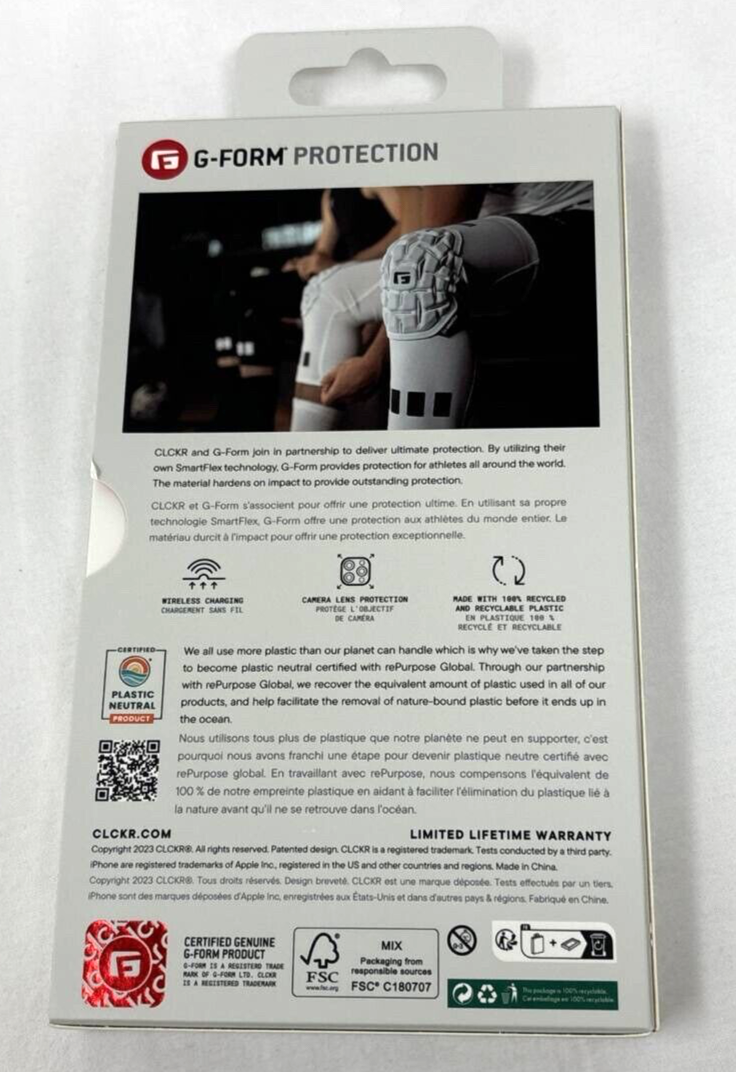 G-FORM PROTECTION
CLCKR and G-Form join in partnership to deliver ultimate protection. By utilizing their
own SmartFlex technology, G-Form provides protection for athletes all around the world.
The material hardens on impact to provide outstanding protection.
CLCKR et G-Form s'associent pour offrir une protection ultime. En utilisant sa propre
technologie SmartFlex, G-Form offre une protection aux athlètes du monde entier. Le
matériau durcit à l'impact pour offrir une protection exceptionnelle.
WIRELESS CHARGING
CHARGEMENT SANS FIL
CAMERA LENS PROTECTION
PROTÈGE L'OBJECTIF
DE CAMÉRA
MADE WITH 100% RECYCLED
AND RECYCLABLE PLASTIC
EN PLASTIQUE 100 %
RECYCLÉ ET RECYCLABLE
CERTIFIED
PLASTIC
NEUTRAL
PRODUCT
We all use more plastic than our planet can handle which is why we've taken the step
to become plastic neutral certified with rePurpose Global. Through our partnership
with rePurpose Global, we recover the equivalent amount of plastic used in all of our
products, and help facilitate the removal of nature-bound plastic before it ends up in
the ocean.
Nous utilisons tous plus de plastique que notre planète ne peut en supporter, c'est
pourquoi nous avons franchi une étape pour devenir plastique neutre certifié avec
rePurpose global. En travaillant avec rePurpose, nous compensons l'équivalent de
100 % de notre empreinte plastique en aidant à faciliter l'élimination du plastique lié à
la nature avant qu'il ne se retrouve dans l'océan.
CLCKR.COM
LIMITED LIFETIME WARRANTY
Copyright 2023 CLCKR®. All rights reserved. Patented design. CLCKR is a registered trademark. Tests conducted by a third party.
iPhone are registered trademarks of Apple Inc., registered in the US and other countries and regions. Made in China.
Copyright 2023 CLCKR®. Tous droits réservés. Design breveté. CLCKR est une marque déposée. Tests effectués par un tiers.
iPhone sont des marques déposées d'Apple Inc, enregistrées aux États-Unis et dans d'autres pays & régions. Fabriqué en Chine.
CERTIFIED GENUINE
G-FORM PRODUCT
G-FORM IS A REGISTERD TRADE
MARK OF G-FORM LTD. CLCKR
IS A REGISTERED TRADEMARK
FSC
www.fsc.org
MIX
Packaging from
responsible sources
FSC® C180707
0-3
The package is 100% recyclable.
Cet emballage est 100% recyclable.